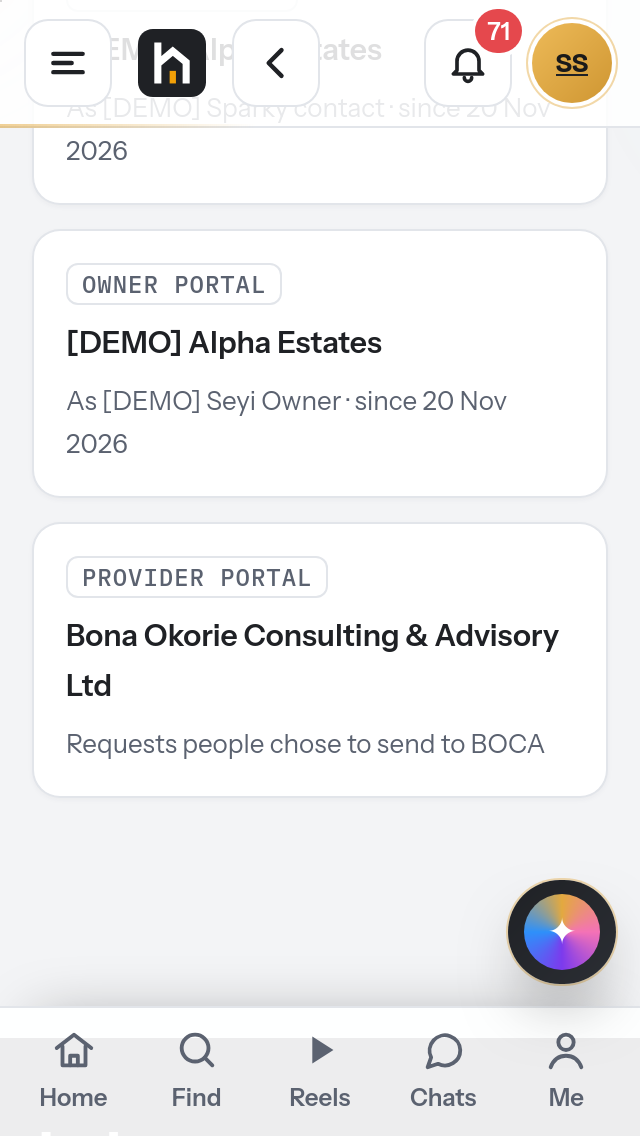 71
SS
As [DEMO] Sparky contact · since 20 Nov
2026
OWNER PORTAL
[DEMO] Alpha Estates
As [DEMO] Seyi Owner · since 20 Nov
2026
PROVIDER PORTAL
Bona Okorie Consulting & Advisory
Ltd
Requests people chose to send to BOCA
Home
Find
Reels
Chats
Me